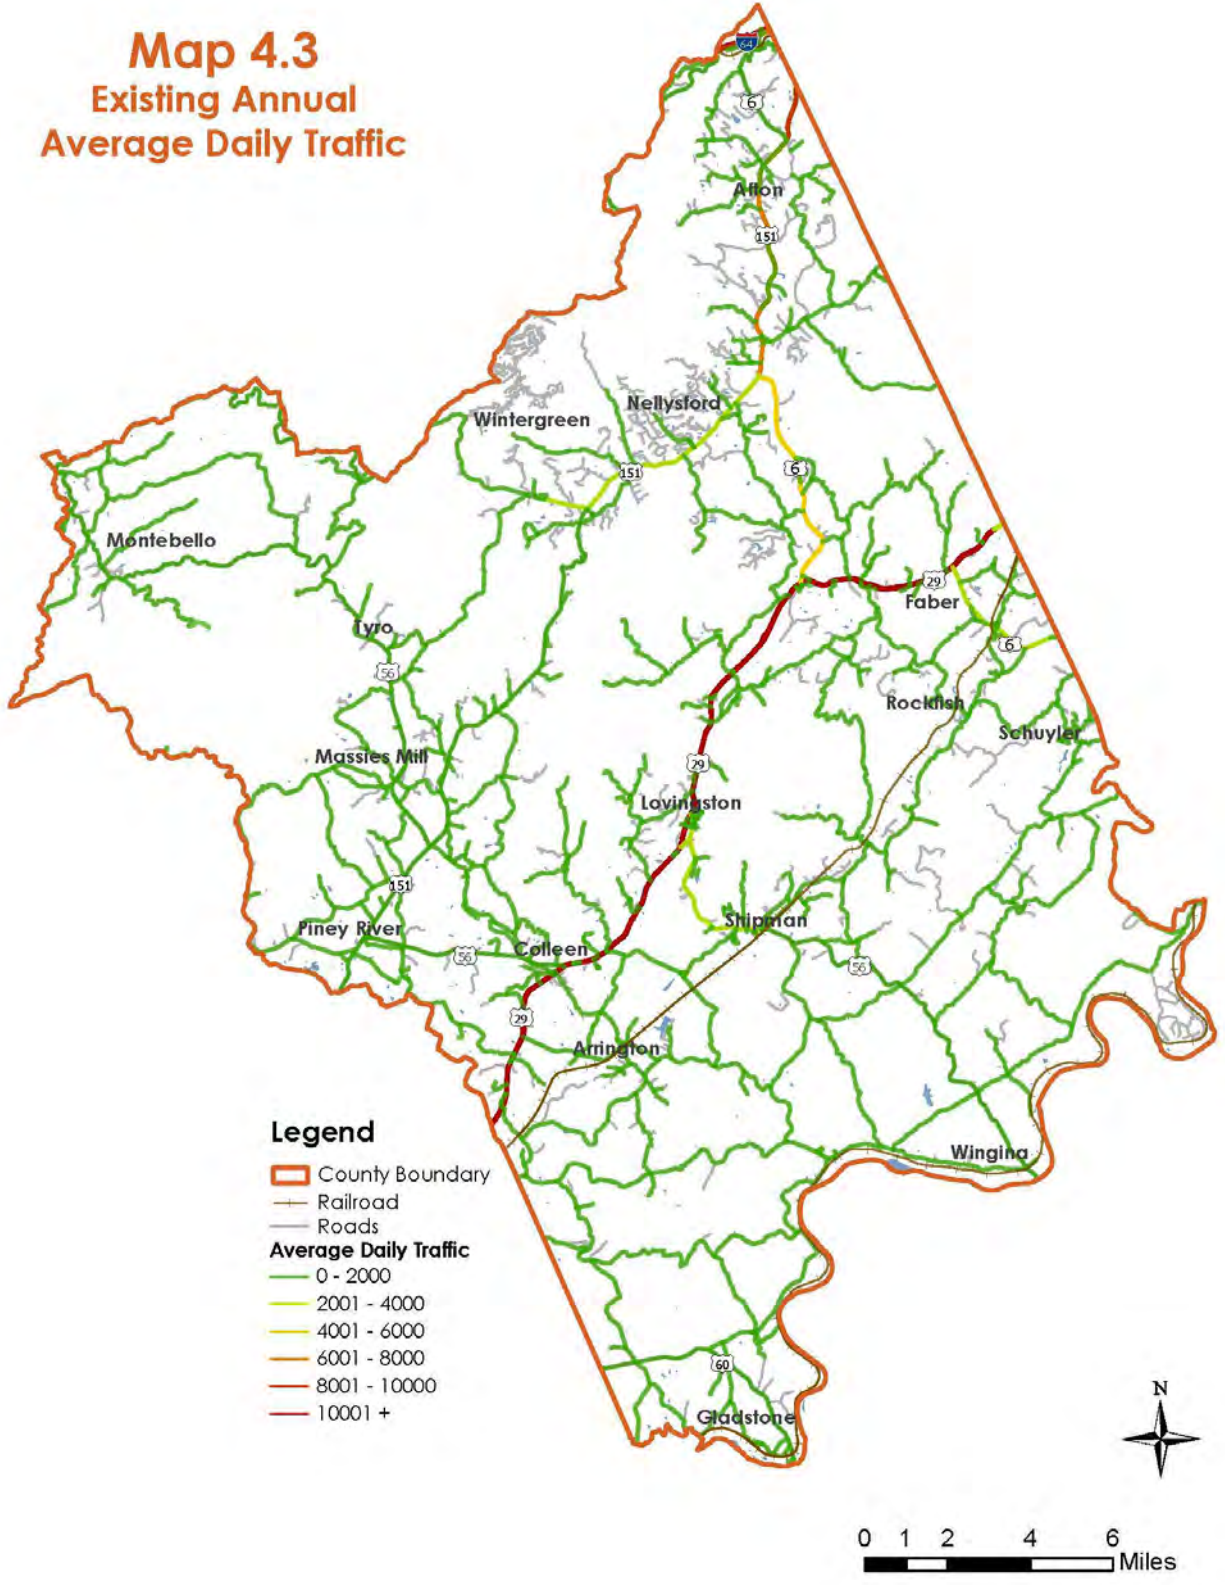 Map 4.3
Existing Annual
Average Daily Traffic
64
6
Afton
151
Nellysford
Wintergreen
151
6
Montebello
29
Faber
Tyro
6
56
Rockfish
Schuyler
Massies Mill
29
Lovingston
151
Shipman
Piney River
Colleen
56
56
29
Arrington
Wingina
Legend
County Boundary
Railroad
Roads
Average Daily Traffic
0 - 2000
2001 - 4000
4001 - 6000
6001 - 8000
8001 - 10000
10001 +
60
Gladstone
N
0 1 2 4 6
Miles